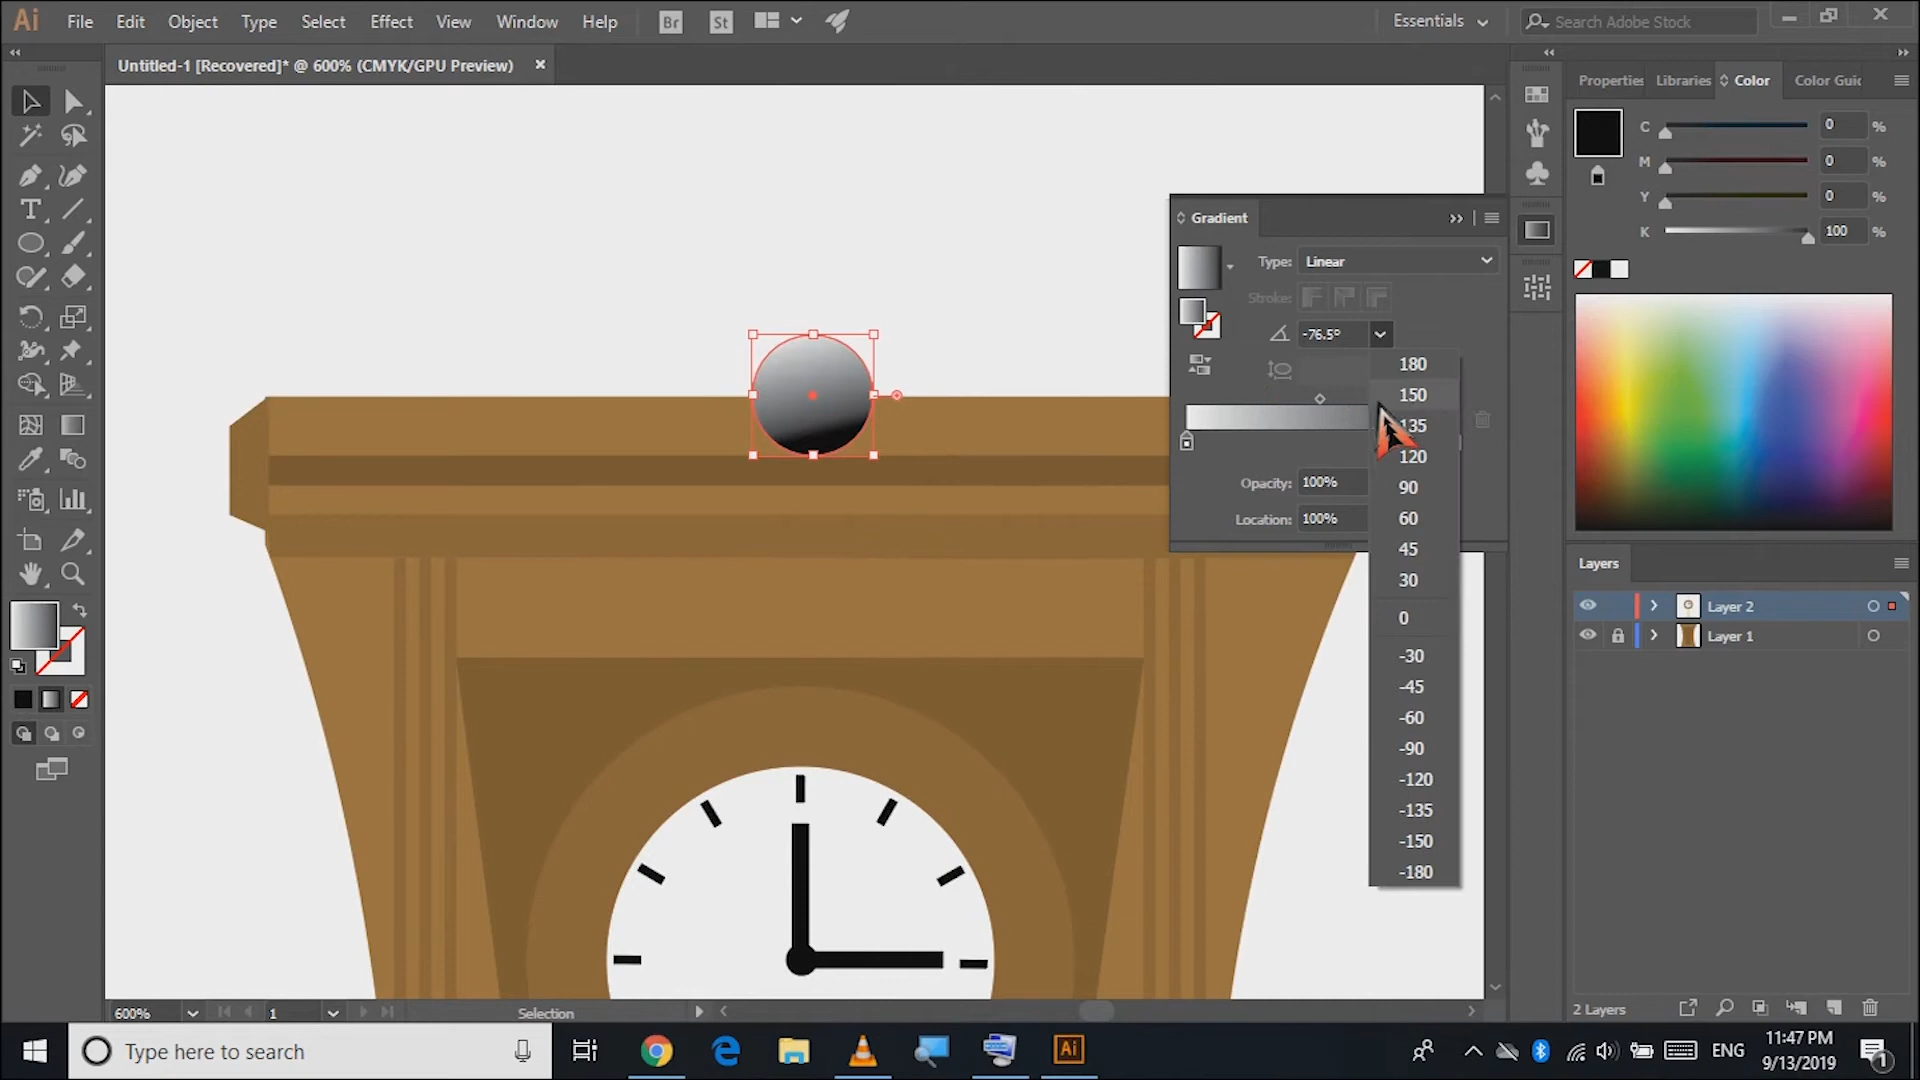 Ai File Edit Object Type Select Effect View Window Help Br St Essentials Search Adobe Stock
Untitled-1 [Recovered]* @ 600% (CMYK/GPU Preview)
Properties Libraries Color Color Guid
C 0 %
M 0 %
Y 0 %
K 100 %
Gradient
Type: Linear
Stroke:
-76.5°
Opacity: 100%
Location: 100%
180
150
135
120
90
60
45
30
0
-30
-45
-60
-90
-120
-135
-150
-180
Layers
Layer 2
Layer 1
2 Layers
600% 1 Selection
Type here to search
Ai
ENG
11:47 PM
9/13/2019
1